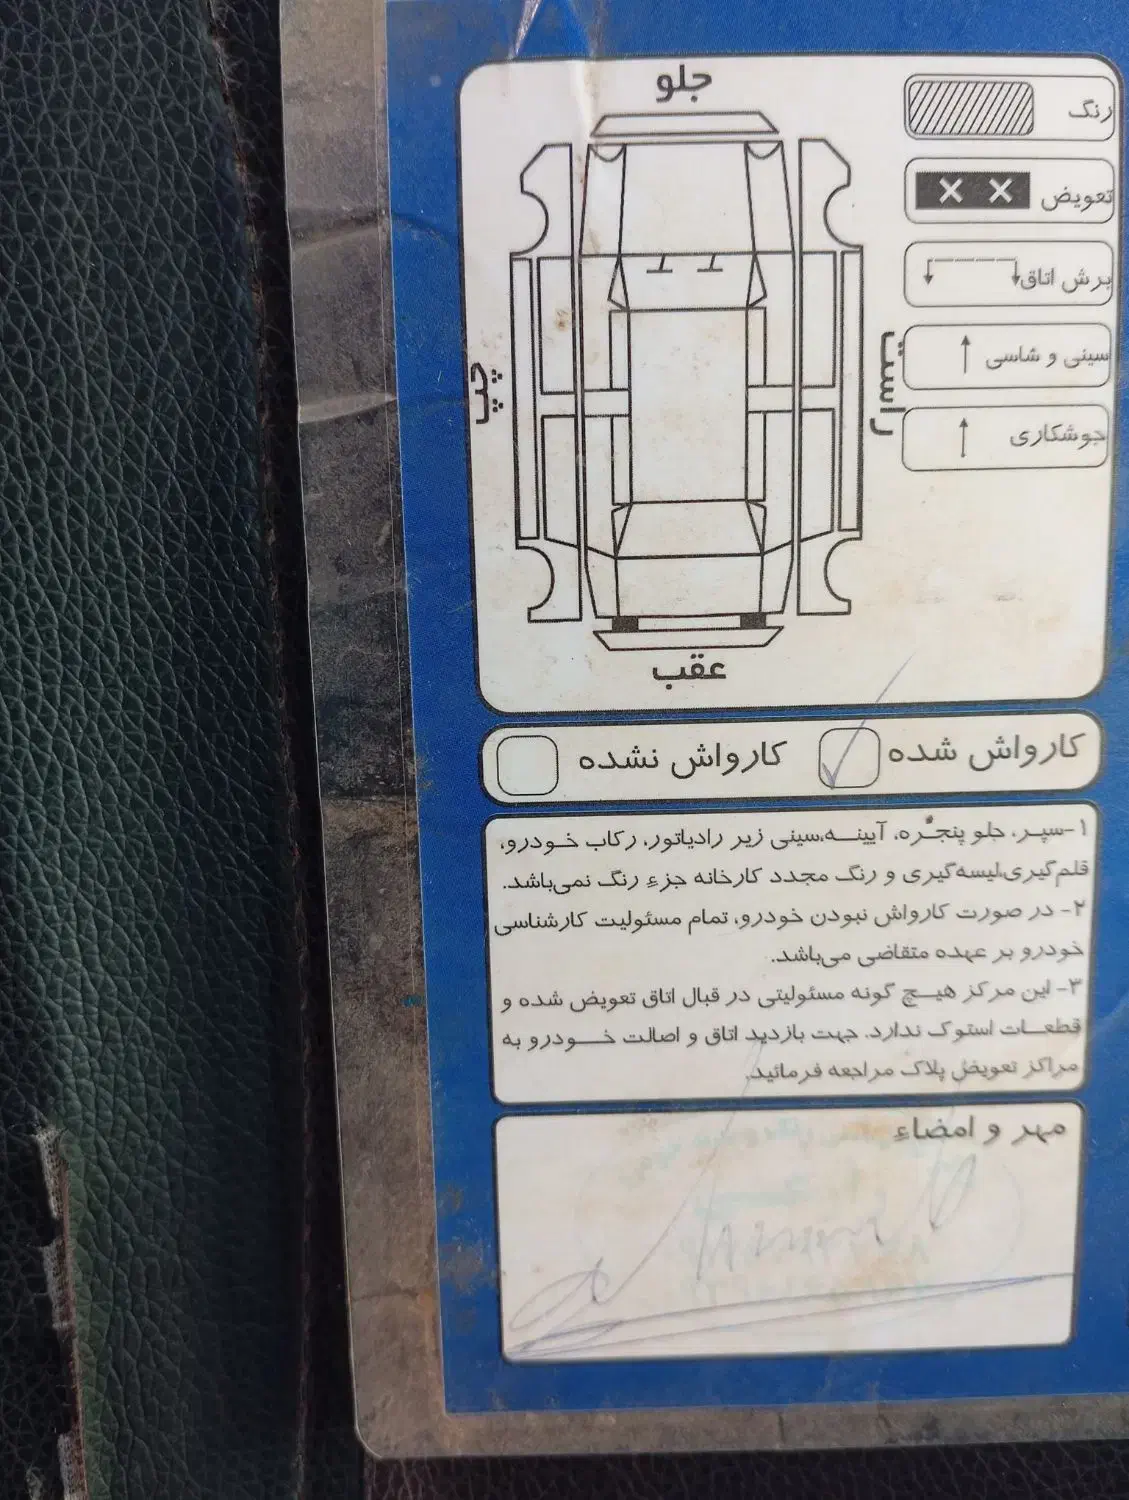 جلو
رنگ
تعویض
برش اتاق
سینی و شاسی
جوشکاری
چپ
راست
عقب
کارواش شده
کارواش نشده
۱-سپر، جلو پنجره، آیینه،سینی زیر رادیاتور، رکاب خودرو،
قلم‌گیری،لیسه‌گیری و رنگ مجدد کارخانه جزء رنگ نمی‌باشد.
۲- در صورت کارواش نبودن خودرو، تمام مسئولیت کارشناسی
خودرو بر عهده متقاضی می‌باشد.
۳- این مرکز هیچ گونه مسئولیتی در قبال اتاق تعویض شده و
قطعات استوک ندارد. جهت بازدید اتاق و اصالت خودرو به
مراکز تعویض پلاک مراجعه فرمائید.
مهر و امضاء